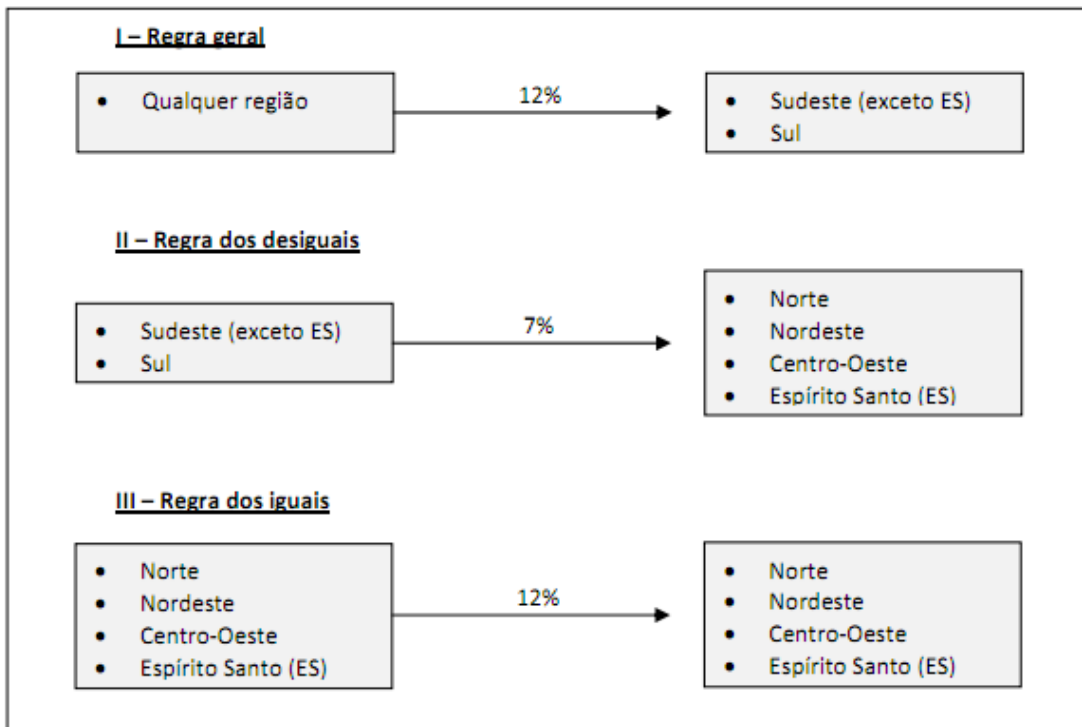 I – Regra geral
• Qualquer região
12%
• Sudeste (exceto ES)
• Sul
II – Regra dos desiguais
• Sudeste (exceto ES)
• Sul
7%
• Norte
• Nordeste
• Centro-Oeste
• Espírito Santo (ES)
III – Regra dos iguais
• Norte
• Nordeste
• Centro-Oeste
• Espírito Santo (ES)
12%
• Norte
• Nordeste
• Centro-Oeste
• Espírito Santo (ES)